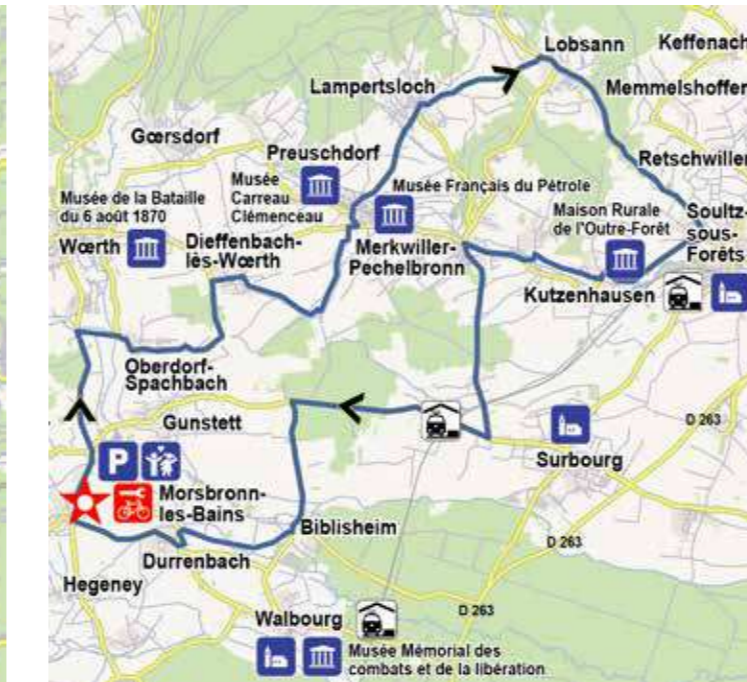 Lobsann
Keffenach
Lampertsloch
Memmelshoffen
Gœrsdorf
Preuschdorf
Retschwiller
Musée
Carreau
Clémenceau
Musée Français du Pétrole
Musée de la Bataille
du 6 août 1870
Maison Rurale
de l'Outre-Forêt
Soultz-
sous-
Forêts
Wœrth
Dieffenbach-
lès-Wœrth
Merkwiller-
Pechelbronn
Kutzenhausen
Oberdorf-
Spachbach
Gunstett
D 263
P
Surbourg
Morsbronn-
les-Bains
Biblisheim
D 263
Durrenbach
Hegeney
D 263
Walbourg
Musée Mémorial des
combats et de la libération